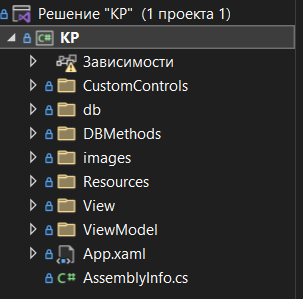 Решение "КР" (1 проекта 1)
C# КР
Зависимости
CustomControls
db
DBMethods
images
Resources
View
ViewModel
App.xaml
C# AssemblyInfo.cs